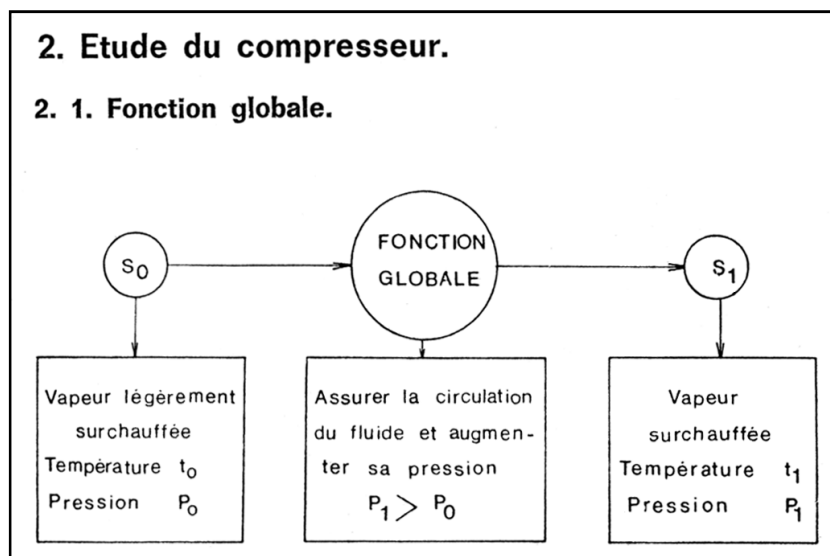 2. Etude du compresseur.
2. 1. Fonction globale.
S0
FONCTION
GLOBALE
S1
Vapeur légèrement
surchauffée
Température t0
Pression P0
Assurer la circulation
du fluide et augmen-
ter sa pression
P1 > P0
Vapeur
surchauffée
Température t1
Pression P1